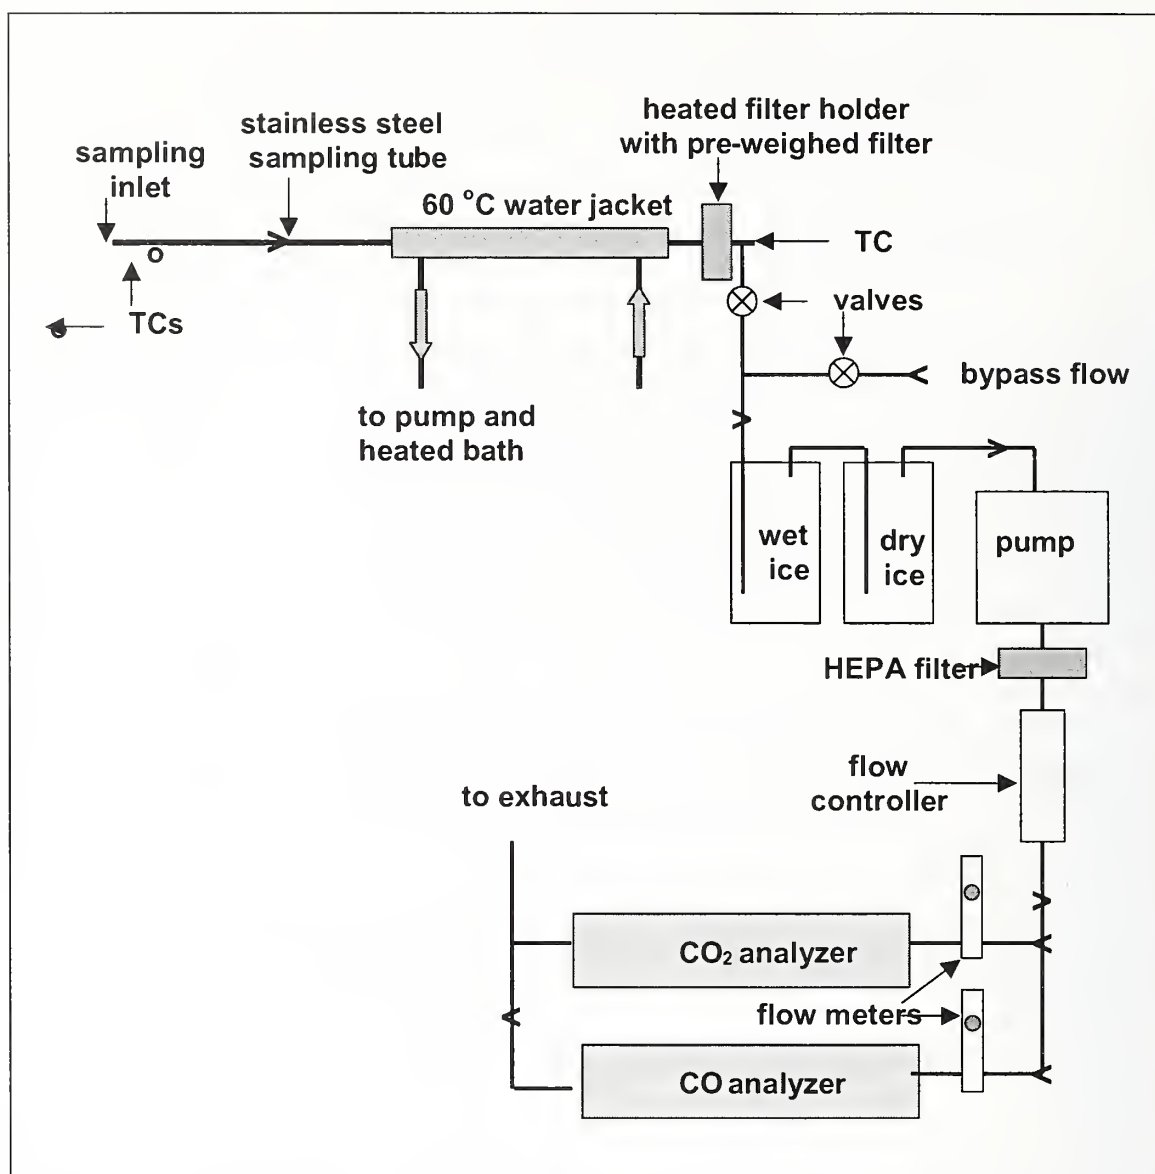 heated filter holder
with pre-weighed filter
stainless steel
sampling tube
sampling
inlet
60 °C water jacket
TC
TCs
valves
bypass flow
to pump and
heated bath
wet
ice
dry
ice
pump
HEPA filter
flow
controller
to exhaust
CO₂ analyzer
flow meters
CO analyzer